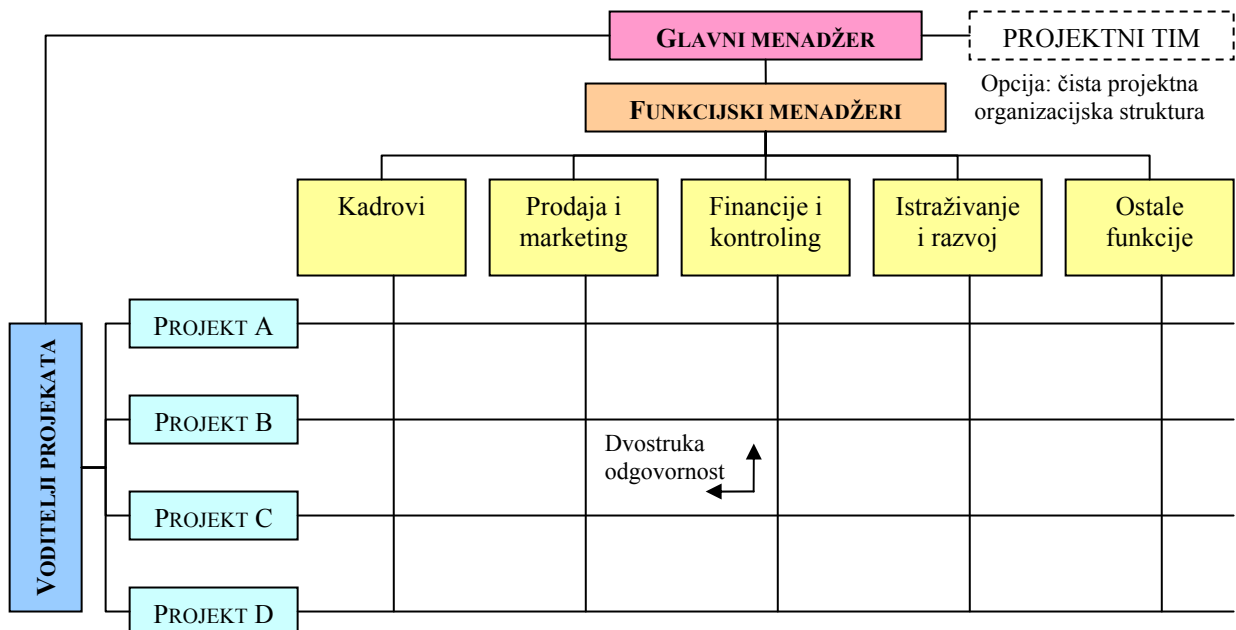 GLAVNI MENADŽER
PROJEKTNI TIM
Opcija: čista projektna
organizacijska struktura
FUNKCIJSKI MENADŽERI
Kadrovi
Prodaja i
marketing
Financije i
kontroling
Istraživanje
i razvoj
Ostale
funkcije
VODITELJI PROJEKATA
PROJEKT A
PROJEKT B
Dvostruka
odgovornost
PROJEKT C
PROJEKT D